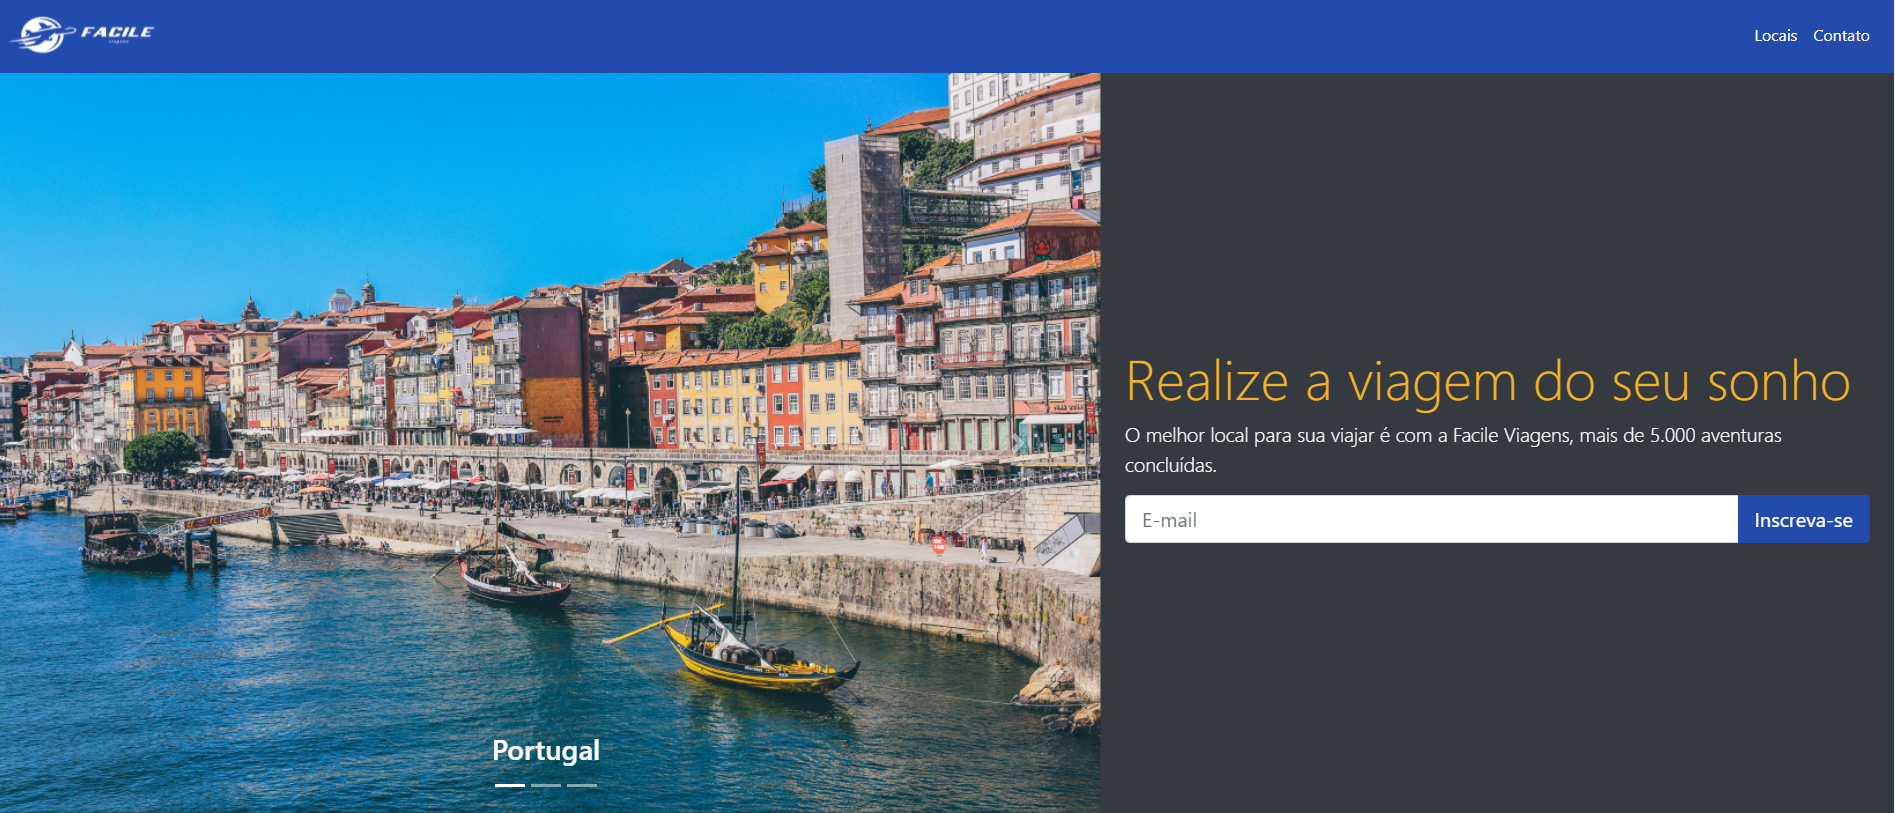 FACILE
viagens
Locais Contato
Realize a viagem do seu sonho
O melhor local para sua viajar é com a Facile Viagens, mais de 5.000 aventuras
concluídas.
E-mail Inscreva-se
Portugal